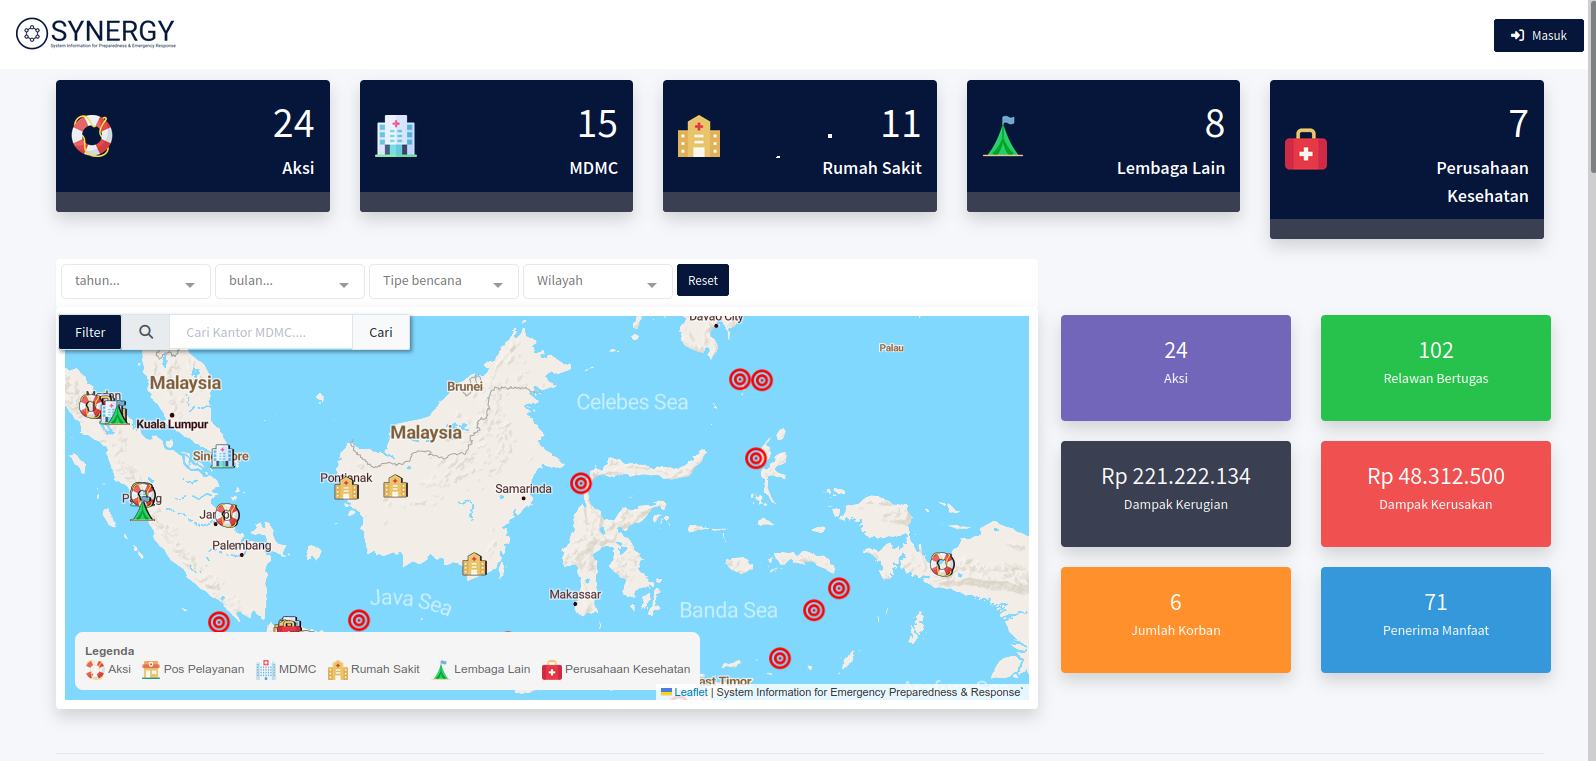 SYNERGY
System Information for Preparedness & Emergency Response
Masuk
24
Aksi
15
MDMC
11
Rumah Sakit
8
Lembaga Lain
7
Perusahaan
Kesehatan
tahun...
bulan...
Tipe bencana
Wilayah
Reset
Filter
Cari Kantor MDMC....
Cari
Davao City
Palau
Malaysia
Brunei
Celebes Sea
Kuala Lumpur
Malaysia
Pontianak
Samarinda
Palembang
Makassar
Java Sea
Banda Sea
Legenda
Aksi
Pos Pelayanan
MDMC
Rumah Sakit
Lembaga Lain
Perusahaan Kesehatan
ast Timor
Leaflet | System Information for Emergency Preparedness & Response`
24
Aksi
102
Relawan Bertugas
Rp 221.222.134
Dampak Kerugian
Rp 48.312.500
Dampak Kerusakan
6
Jumlah Korban
71
Penerima Manfaat